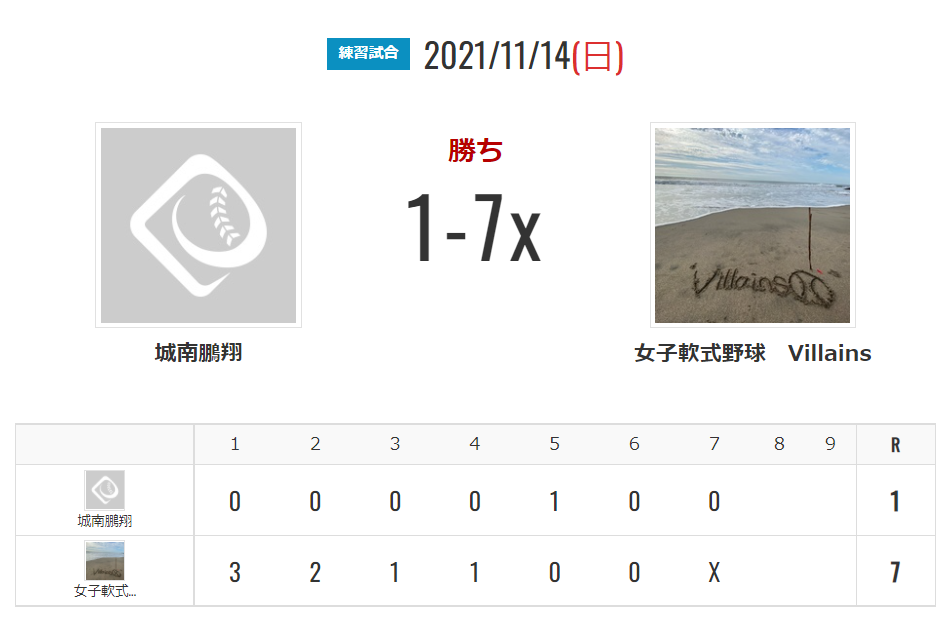 練習試合 2021/11/14(日)
勝ち
1-7x
Villains
城南鵬翔
女子軟式野球　Villains
1 2 3 4 5 6 7 8 9 R
城南鵬翔 0 0 0 0 1 0 0 1
女子軟式... 3 2 1 1 0 0 X 7